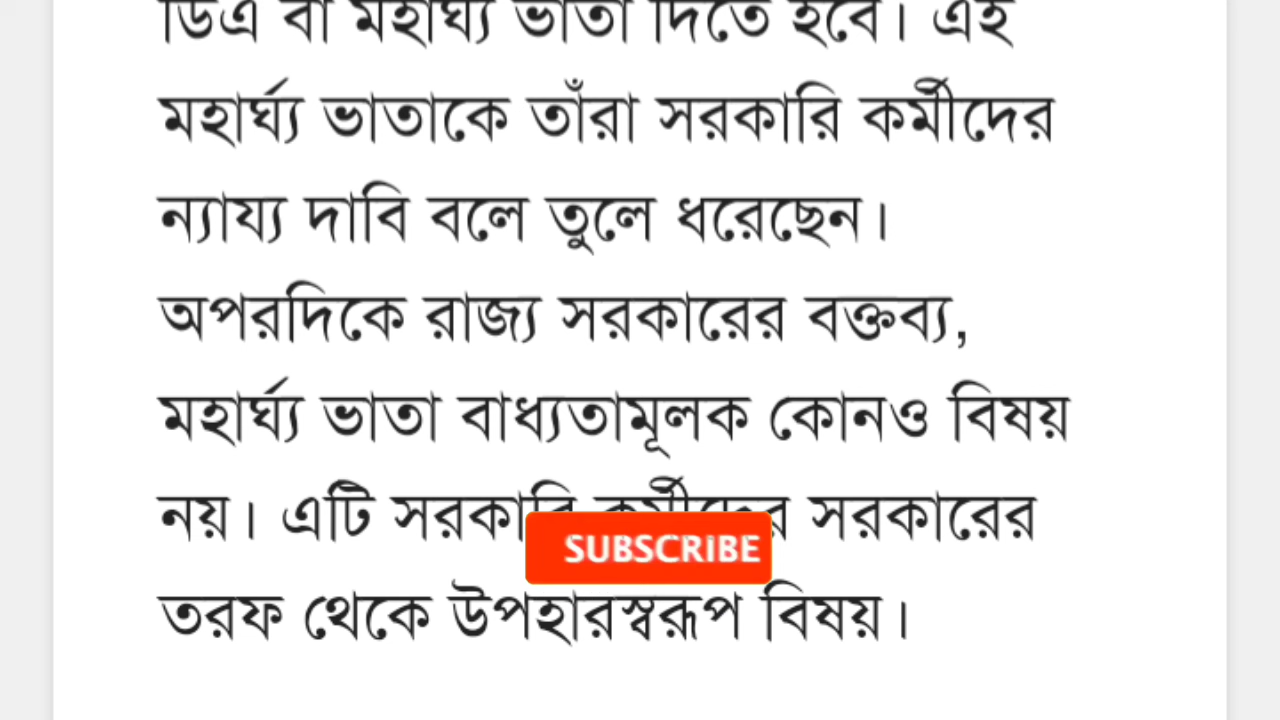 ডিএ বা মহার্ঘ্য ভাতা দিতে হবে। এই
মহার্ঘ্য ভাতাকে তাঁরা সরকারি কর্মীদের
ন্যায্য দাবি বলে তুলে ধরেছেন।
অপরদিকে রাজ্য সরকারের বক্তব্য,
মহার্ঘ্য ভাতা বাধ্যতামূলক কোনও বিষয়
নয়। এটি সরকারি কর্মীদের সরকারের
SUBSCRiBE
তরফ থেকে উপহারস্বরূপ বিষয়।